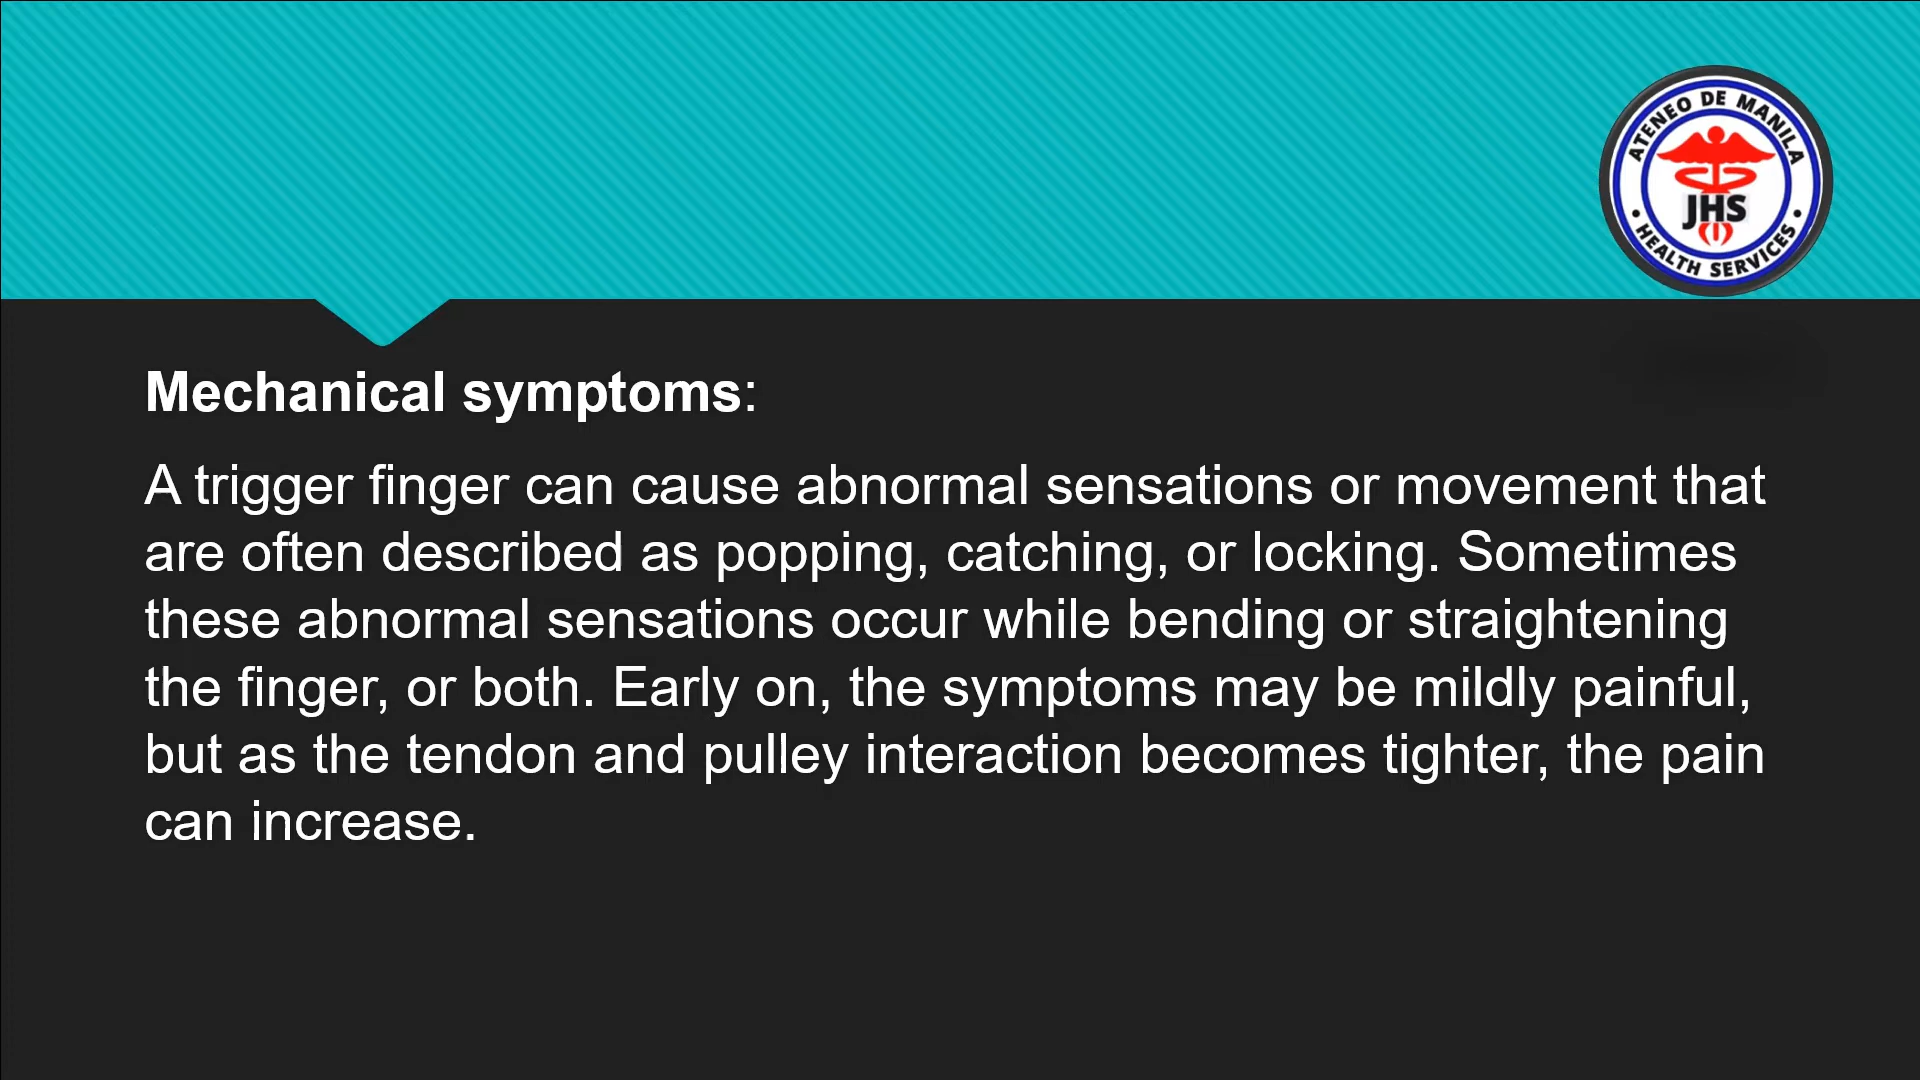 ATENEO DE MANILA
JHS
HEALTH SERVICES
Mechanical symptoms:
A trigger finger can cause abnormal sensations or movement that
are often described as popping, catching, or locking. Sometimes
these abnormal sensations occur while bending or straightening
the finger, or both. Early on, the symptoms may be mildly painful,
but as the tendon and pulley interaction becomes tighter, the pain
can increase.